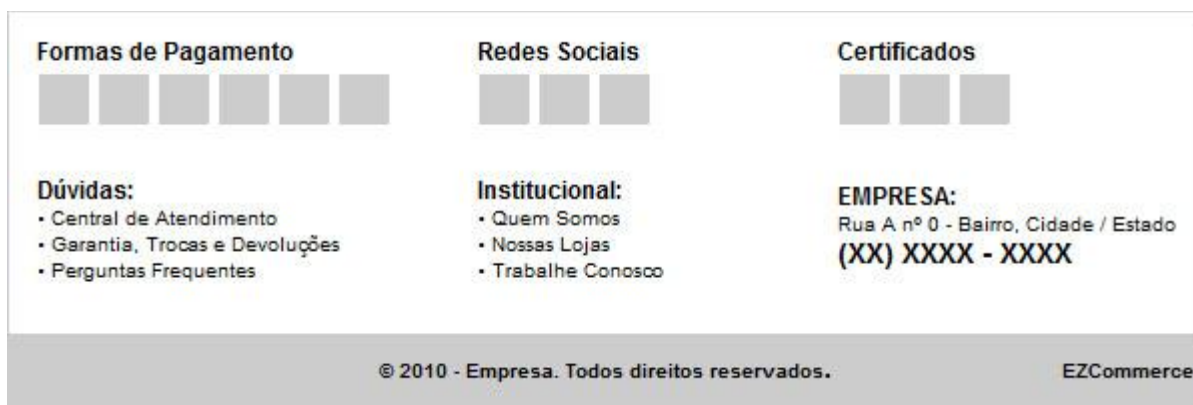 Formas de Pagamento
Redes Sociais
Certificados
Dúvidas:
• Central de Atendimento
• Garantia, Trocas e Devoluções
• Perguntas Frequentes
Institucional:
• Quem Somos
• Nossas Lojas
• Trabalhe Conosco
EMPRESA:
Rua A nº 0 - Bairro, Cidade / Estado
(XX) XXXX - XXXX
© 2010 - Empresa. Todos direitos reservados.
EZCommerce